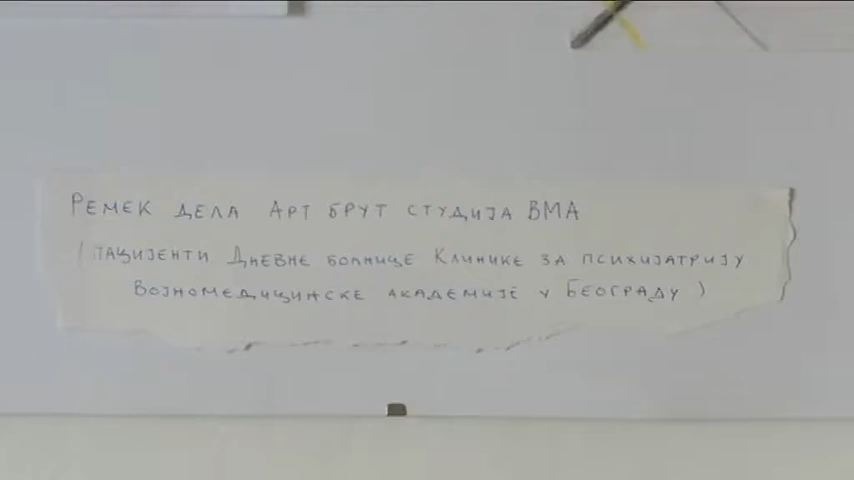 Ремек дела Арт брут студија ВМА
(Пацијенти Дневне болнице Клинике за психијатрију
Војномедицинске академије у Београду)